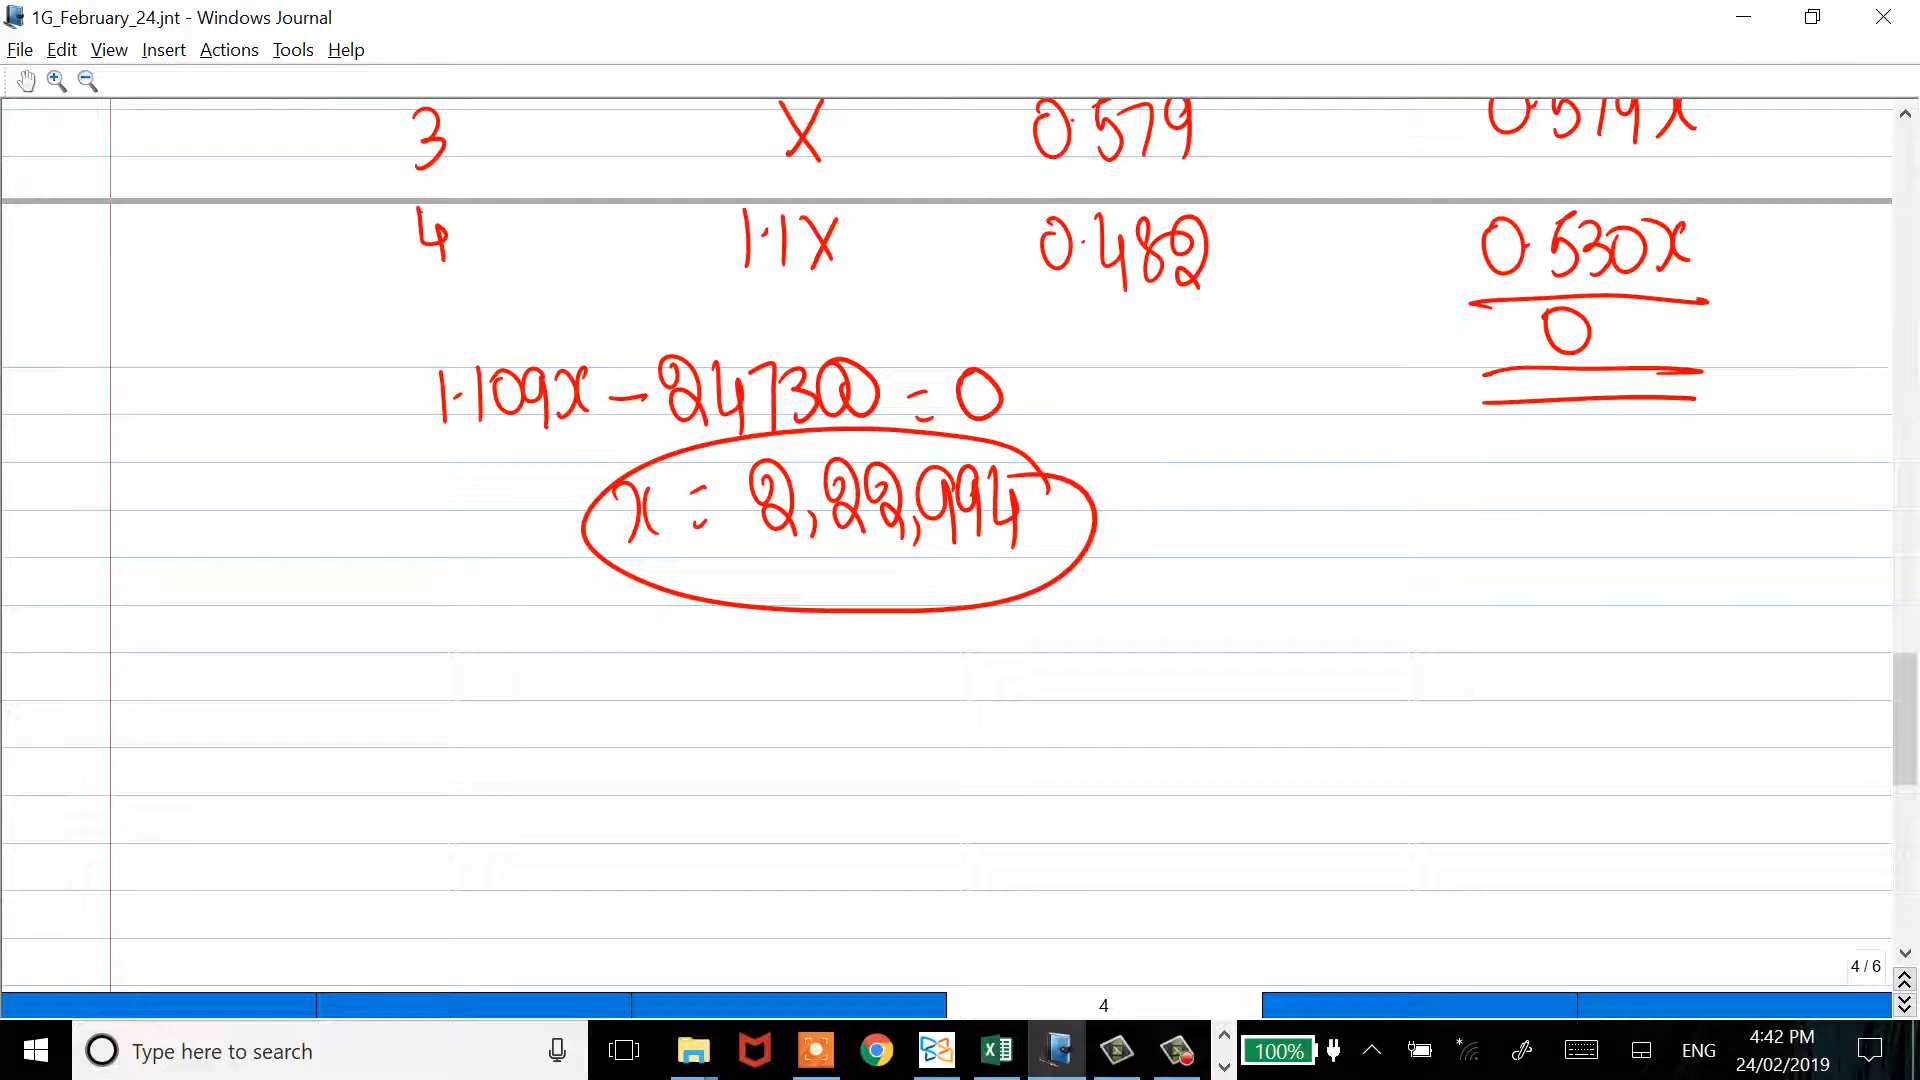 1G_February_24.jnt - Windows Journal
File Edit View Insert Actions Tools Help
3 X 0.579 0.579x
4 1.1X 0.482 0.530x
0
1.109x - 247300 = 0
x = 2,22,994
4 / 6
4
Type here to search
100%
ENG
4:42 PM
24/02/2019